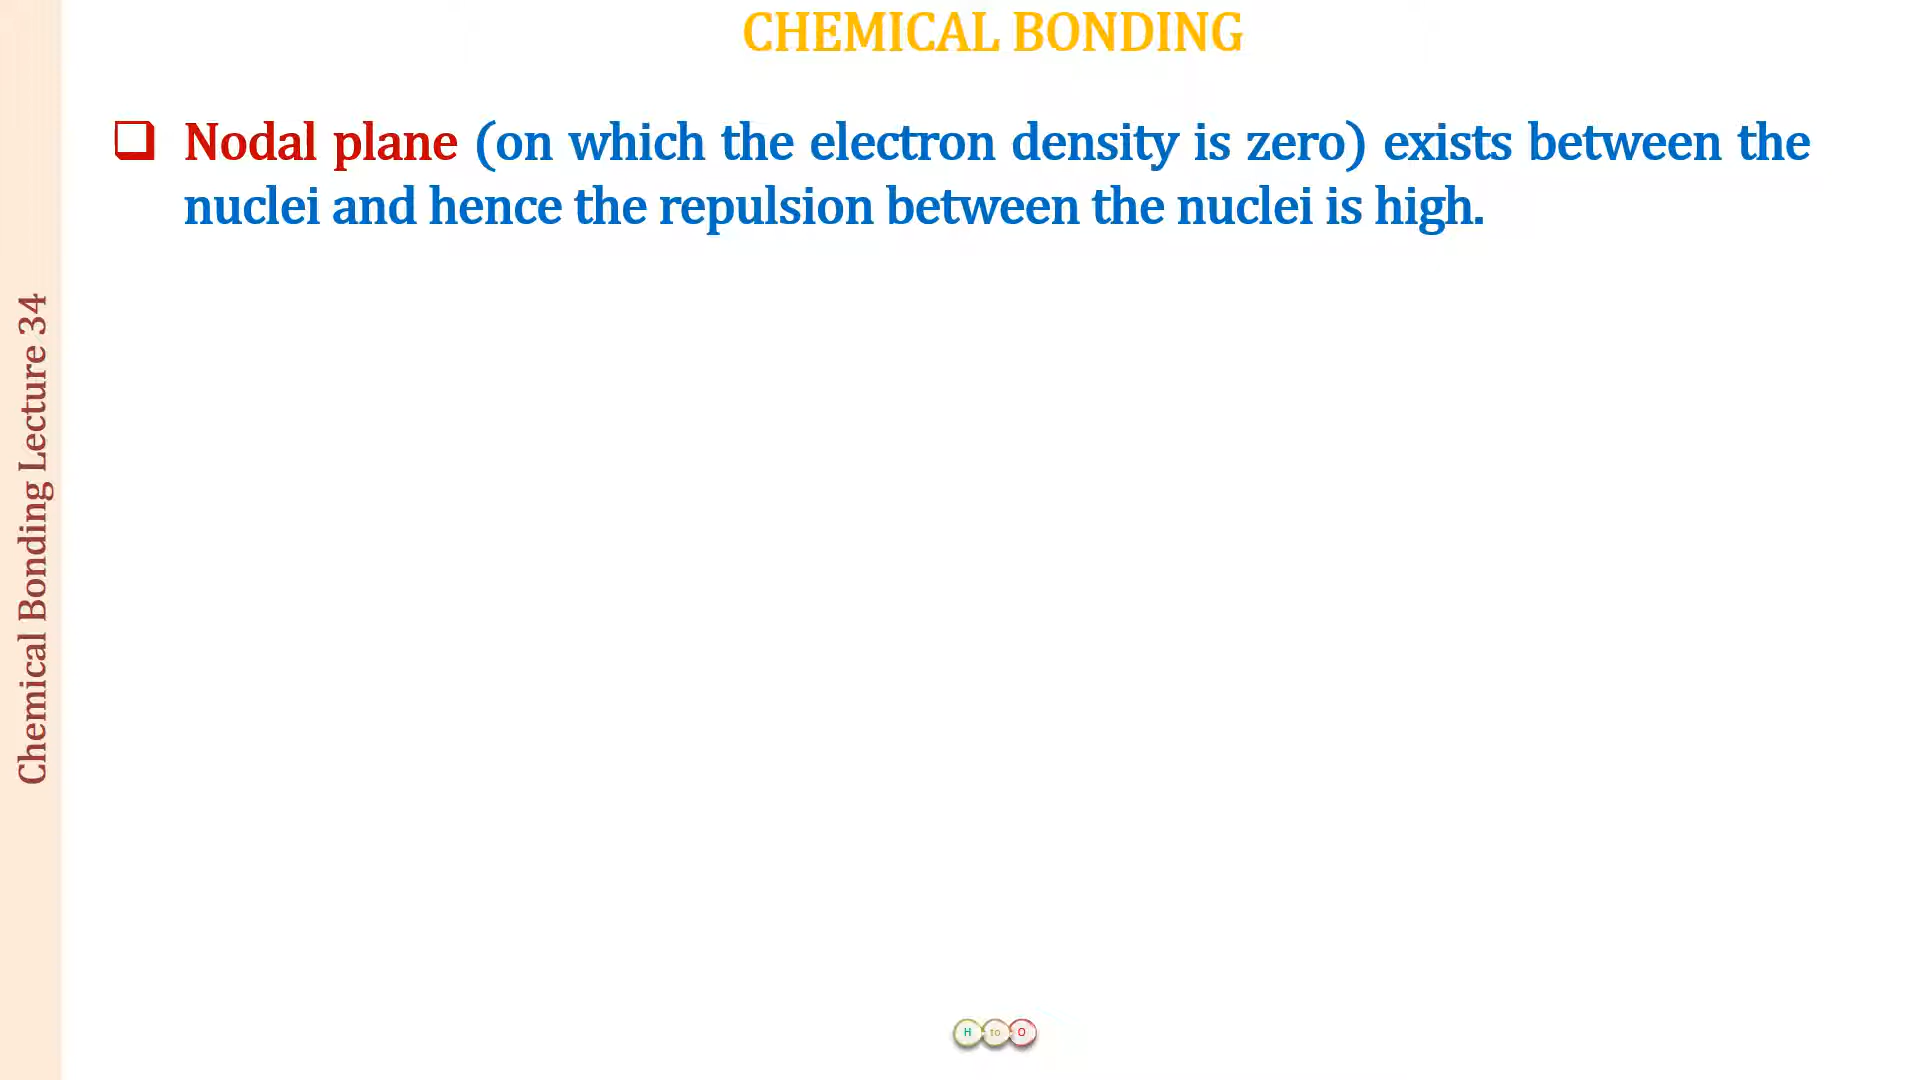 CHEMICAL BONDING
Nodal plane (on which the electron density is zero) exists between the
nuclei and hence the repulsion between the nuclei is high.
Chemical Bonding Lecture 34
H to O